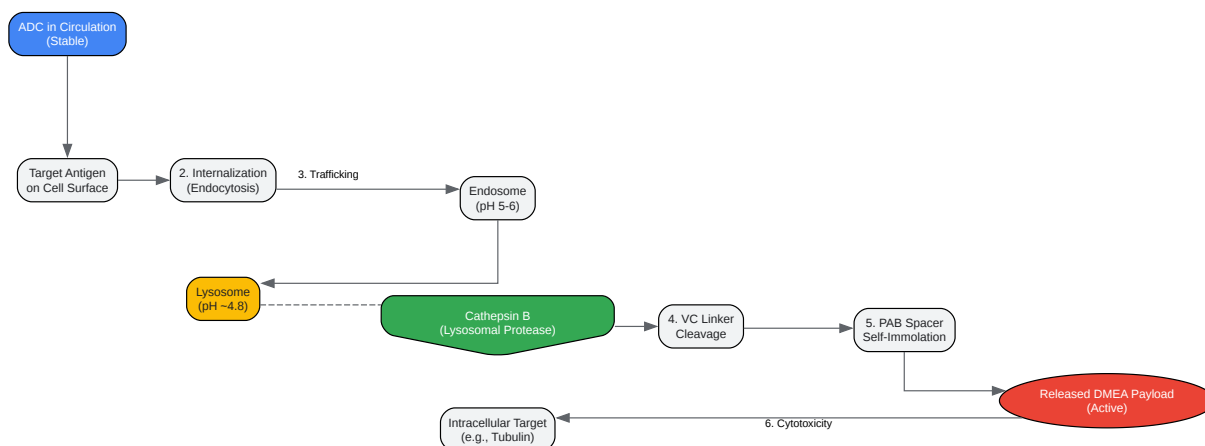 ADC in Circulation
(Stable)
Target Antigen
on Cell Surface
2. Internalization
(Endocytosis)
3. Trafficking
Endosome
(pH 5-6)
Lysosome
(pH ~4.8)
Cathepsin B
(Lysosomal Protease)
4. VC Linker
Cleavage
5. PAB Spacer
Self-Immolation
Released DMEA Payload
(Active)
6. Cytotoxicity
Intracellular Target
(e.g., Tubulin)